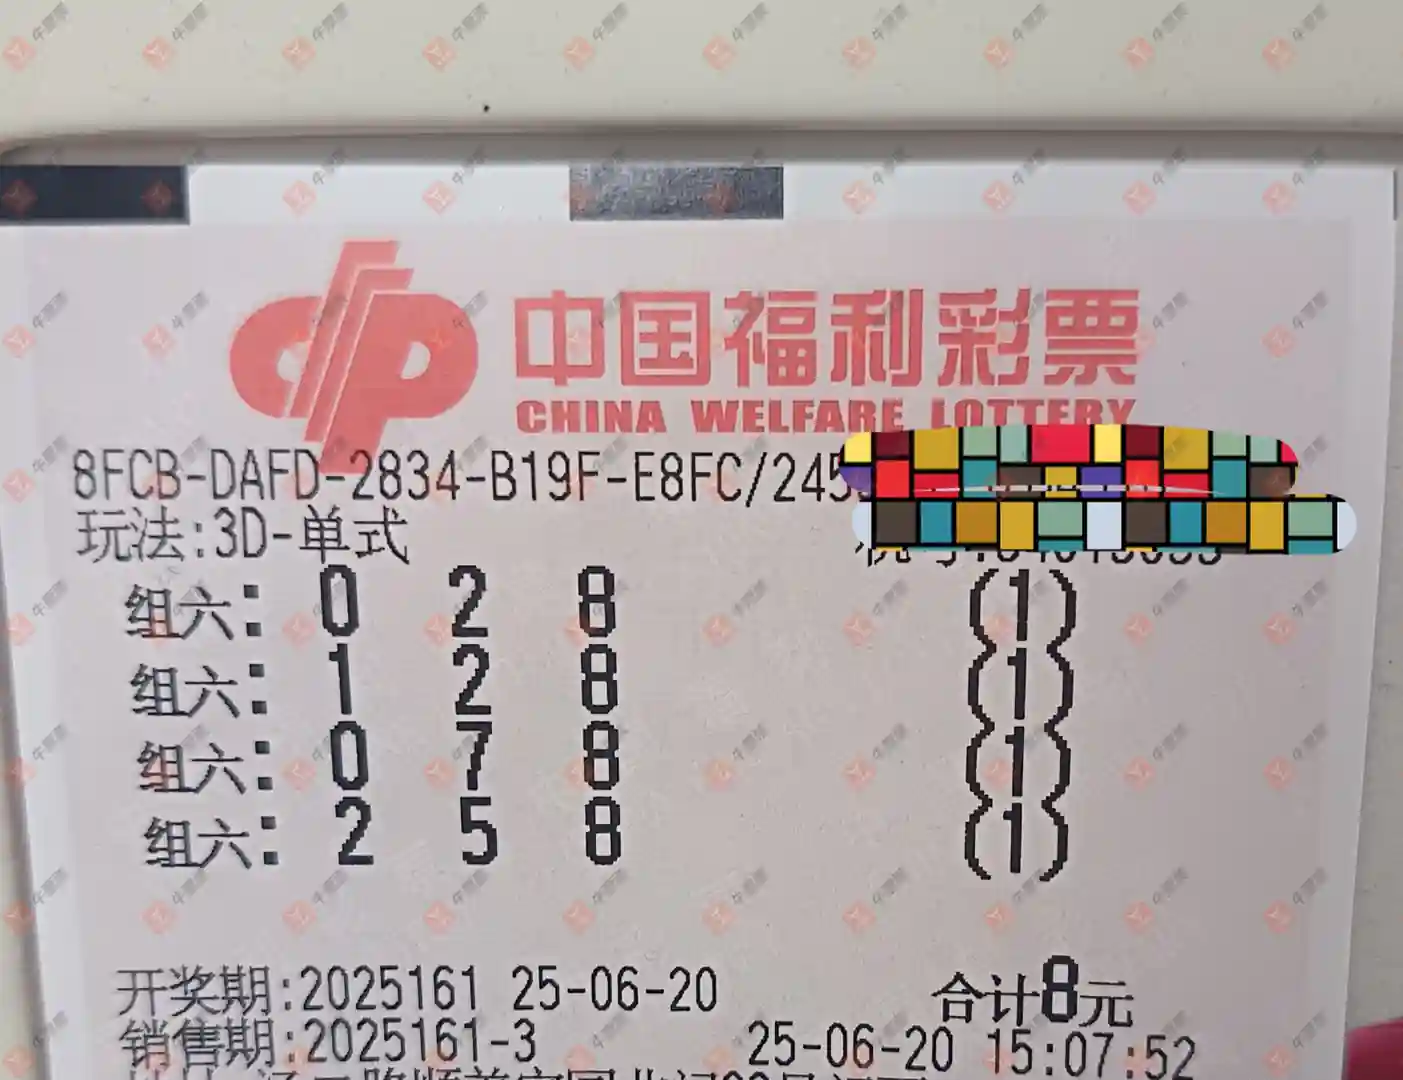 中国福利彩票
CHINA WELFARE LOTTERY
8FCB-DAFD-2834-B19F-E8FC/245
玩法:3D-单式
组六: 0 2 8 (1)
组六: 1 2 8 (1)
组六: 0 7 8 (1)
组六: 2 5 8 (1)
开奖期:2025161 25-06-20 合计8元
销售期:2025161-3 25-06-20 15:07:52